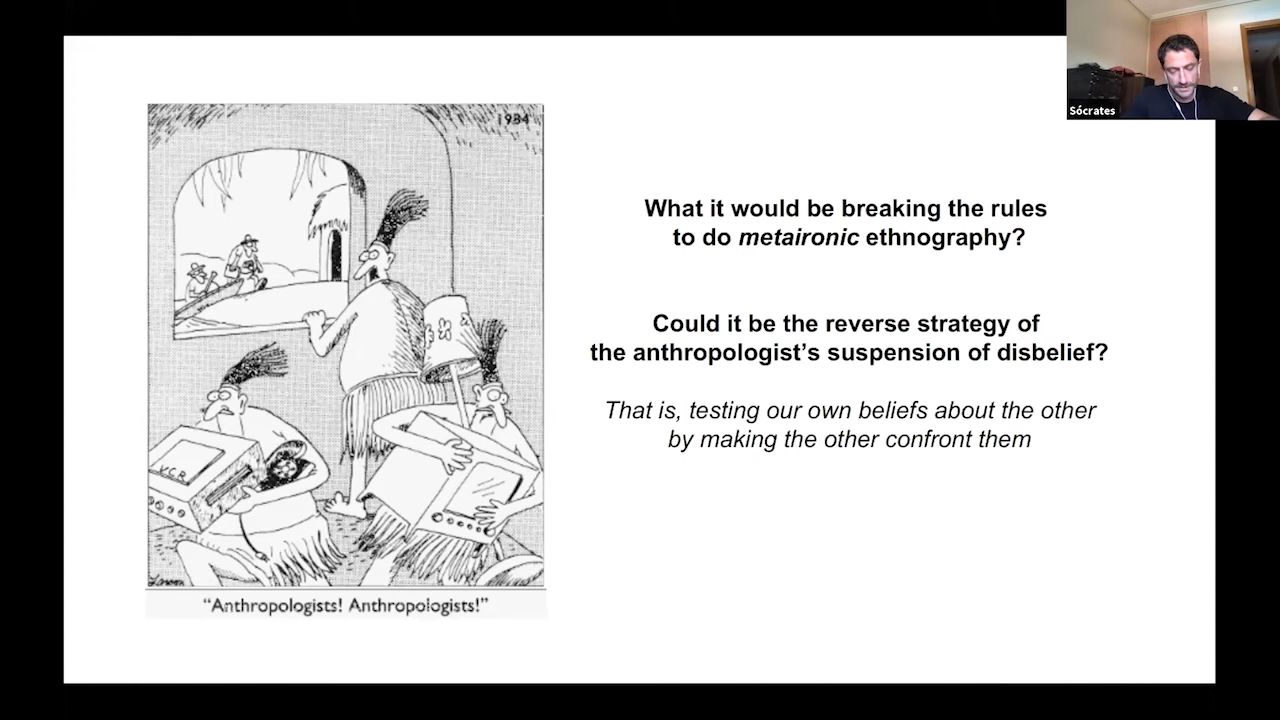 Sócrates
1984
V.C.R
Larson
"Anthropologists! Anthropologists!"
What it would be breaking the rules
to do metaironic ethnography?
Could it be the reverse strategy of
the anthropologist’s suspension of disbelief?
That is, testing our own beliefs about the other
by making the other confront them